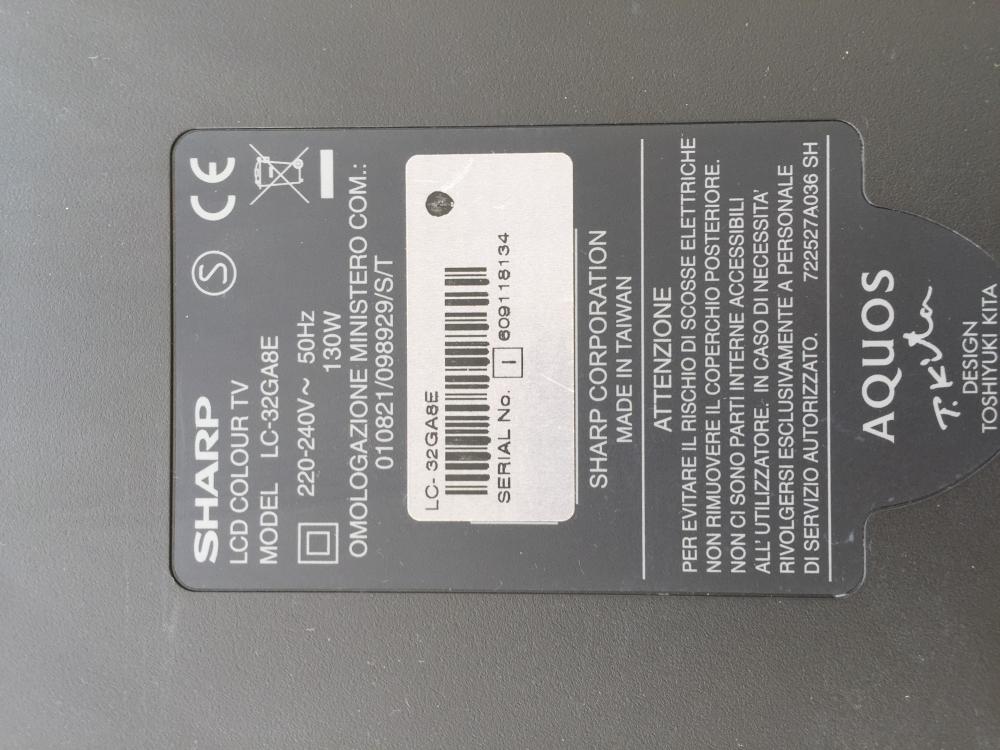 SHARP
LCD COLOUR TV
MODEL LC-32GA8E
220-240V~ 50Hz
130W
OMOLOGAZIONE MINISTERO COM.:
010821/098929/S/T
S
CE
LC- 32GA8E
SERIAL No. 1 609118134
SHARP CORPORATION
MADE IN TAIWAN
ATTENZIONE
PER EVITARE IL RISCHIO DI SCOSSE ELETTRICHE
NON RIMUOVERE IL COPERCHIO POSTERIORE.
NON CI SONO PARTI INTERNE ACCESSIBILI
ALL' UTILIZZATORE. IN CASO DI NECESSITA'
RIVOLGERSI ESCLUSIVAMENTE A PERSONALE
DI SERVIZIO AUTORIZZATO. 722527A036 SH
AQUOS
T. Kita
DESIGN
TOSHIYUKI KITA